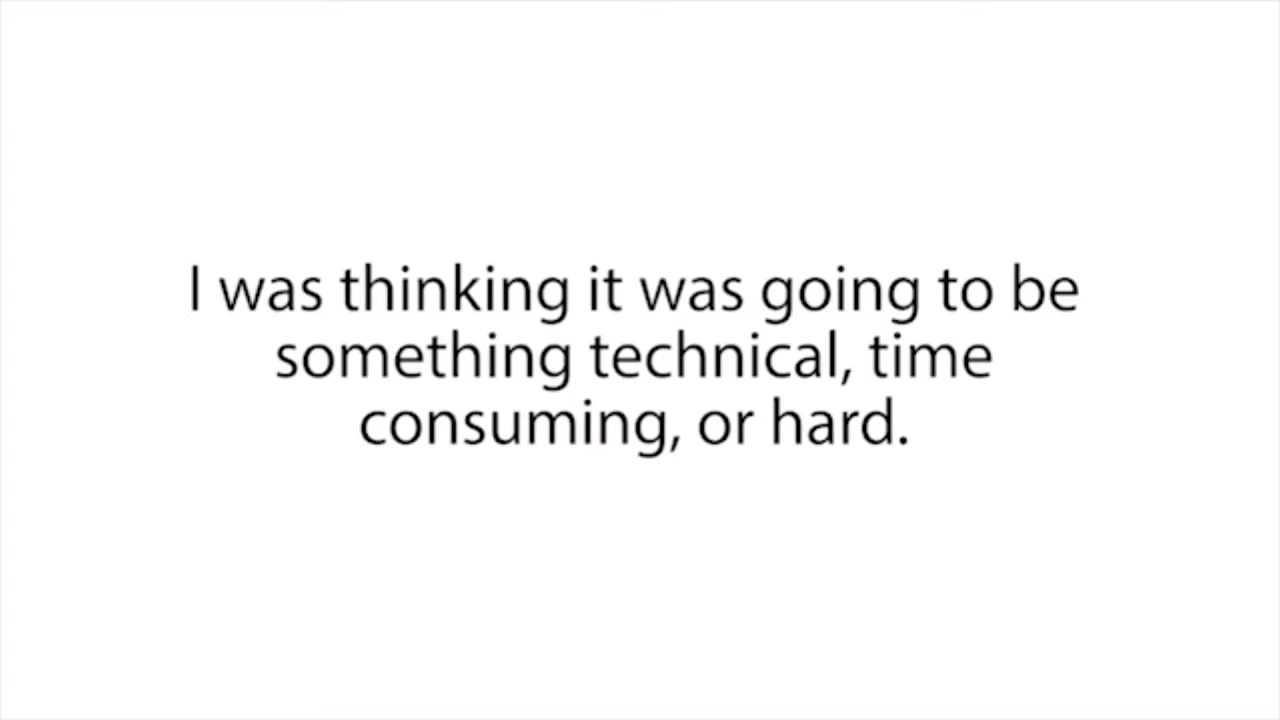 I was thinking it was going to be
something technical, time
consuming, or hard.